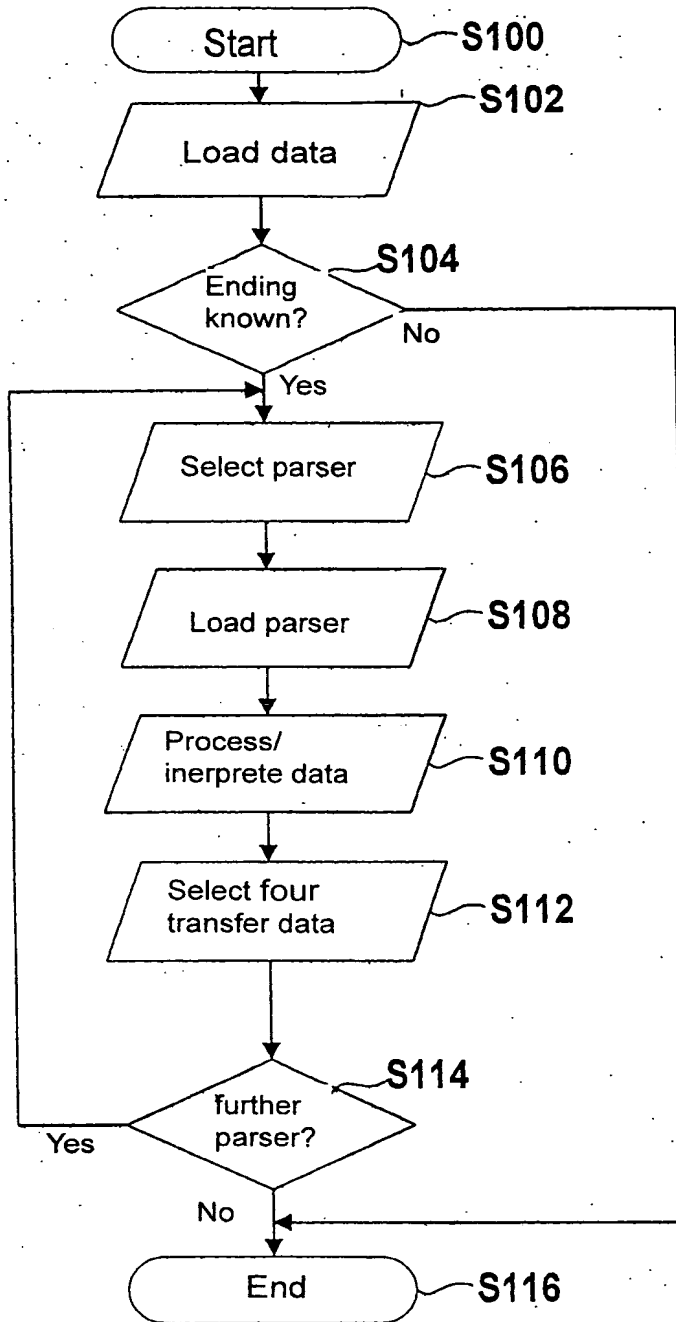 Start
S100
S102
Load data
S104
Ending
known?
No
Yes
Select parser
S106
Load parser
S108
Process/
inerprete data
S110
Select four
transfer data
S112
S114
further
parser?
Yes
No
End
S116